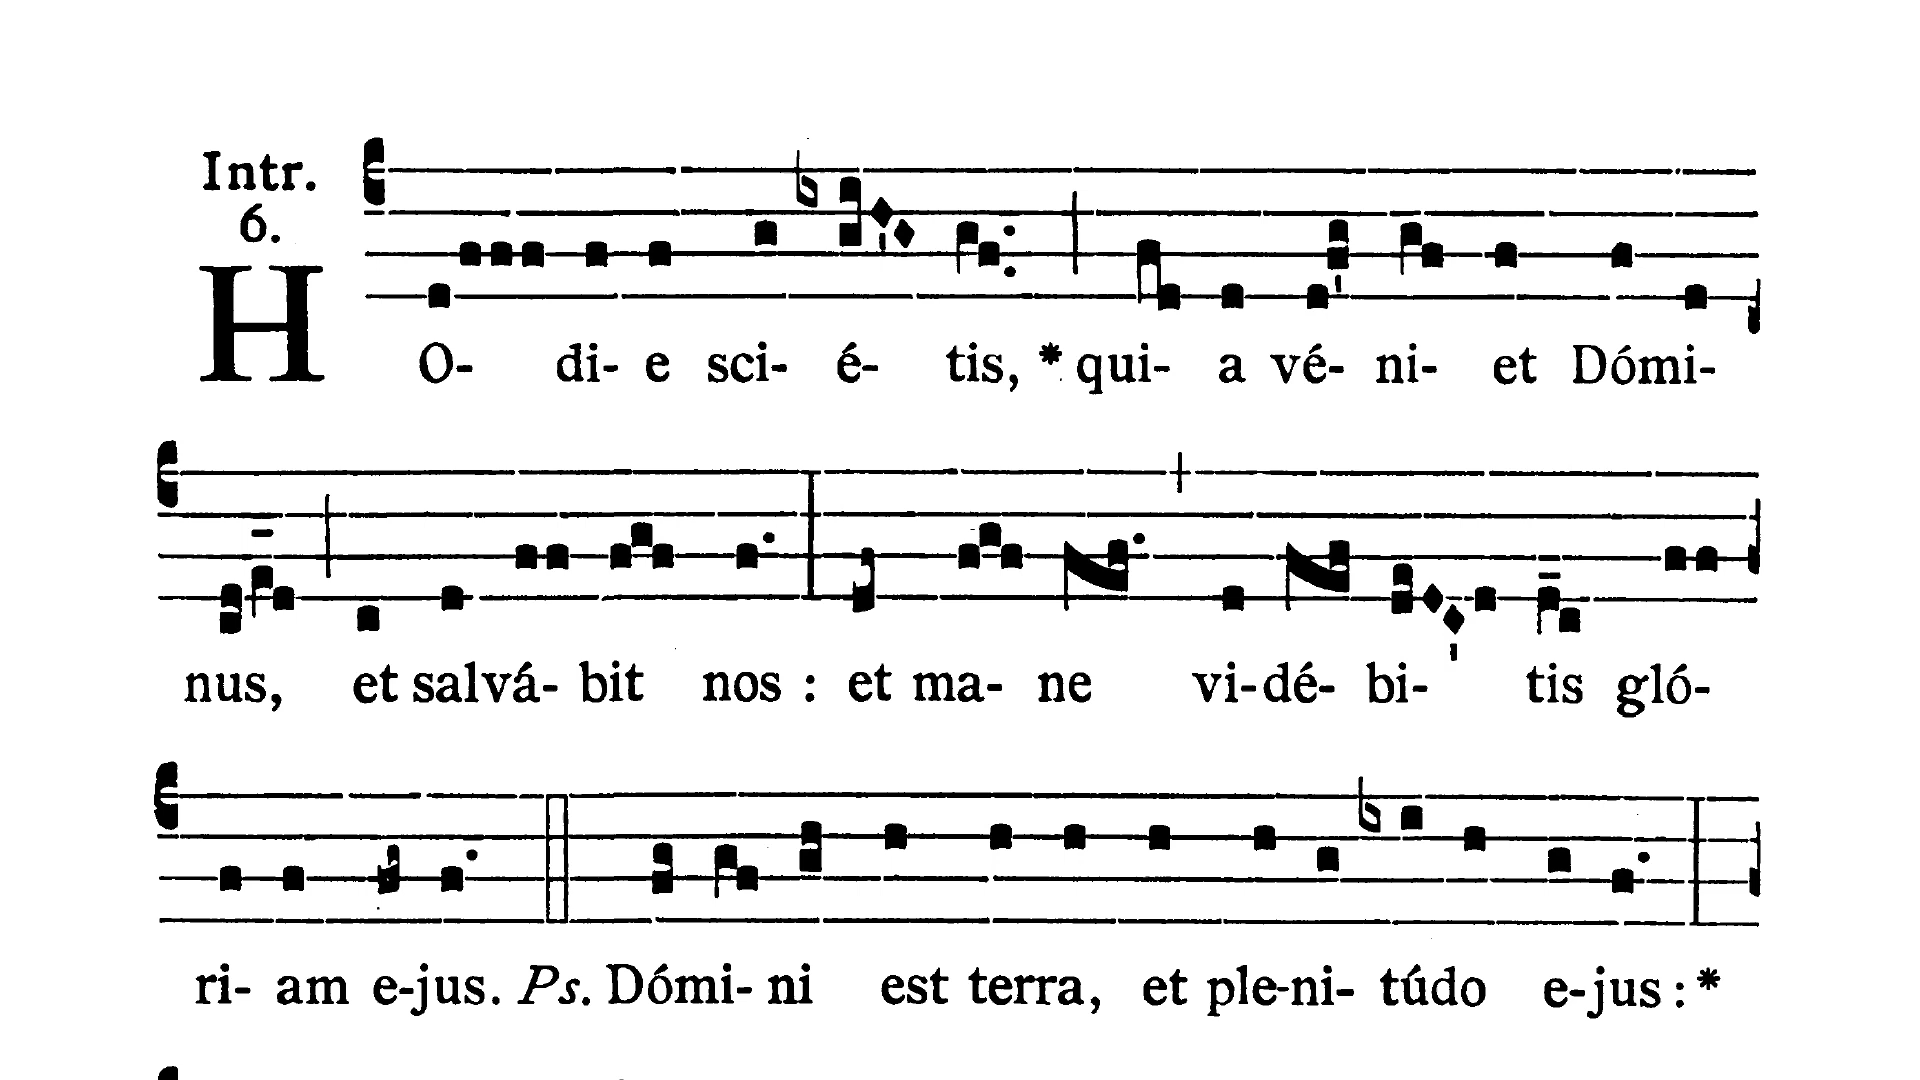 Intr.
6.
HO- di- e sci- é- tis, * qui- a vé- ni- et Dómi-
nus, et salvá- bit nos : et ma- ne vi-dé- bi- tis gló-
ri- am e-jus. Ps. Dómi- ni est terra, et ple-ni- túdo e-jus : *